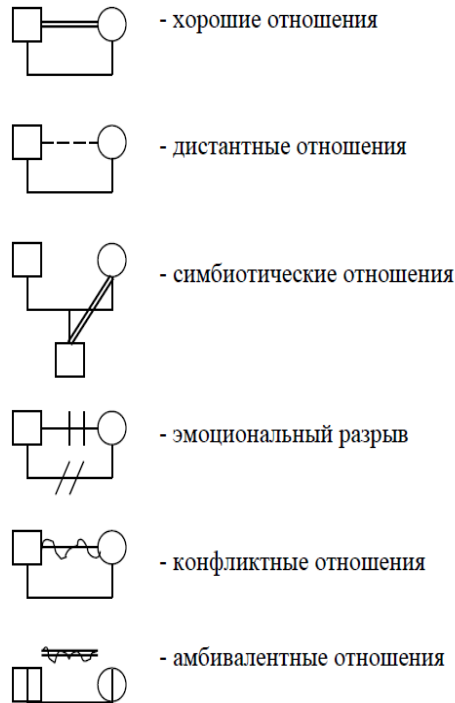 - хорошие отношения
- дистантные отношения
- симбиотические отношения
- эмоциональный разрыв
- конфликтные отношения
- амбивалентные отношения